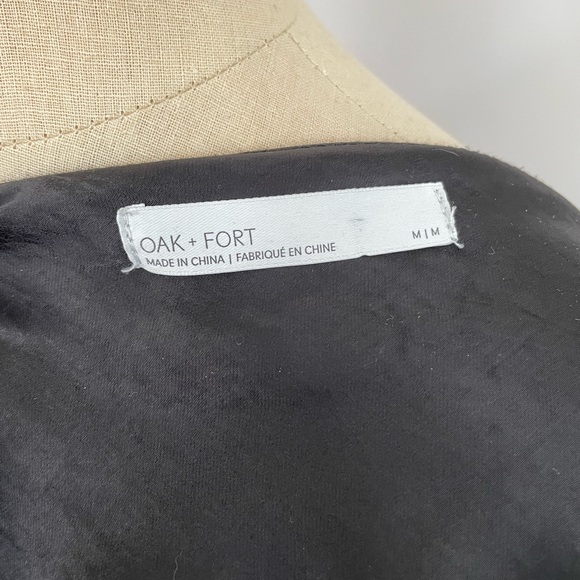 OAK + FORT
M | M
MADE IN CHINA | FABRIQUÉ EN CHINE